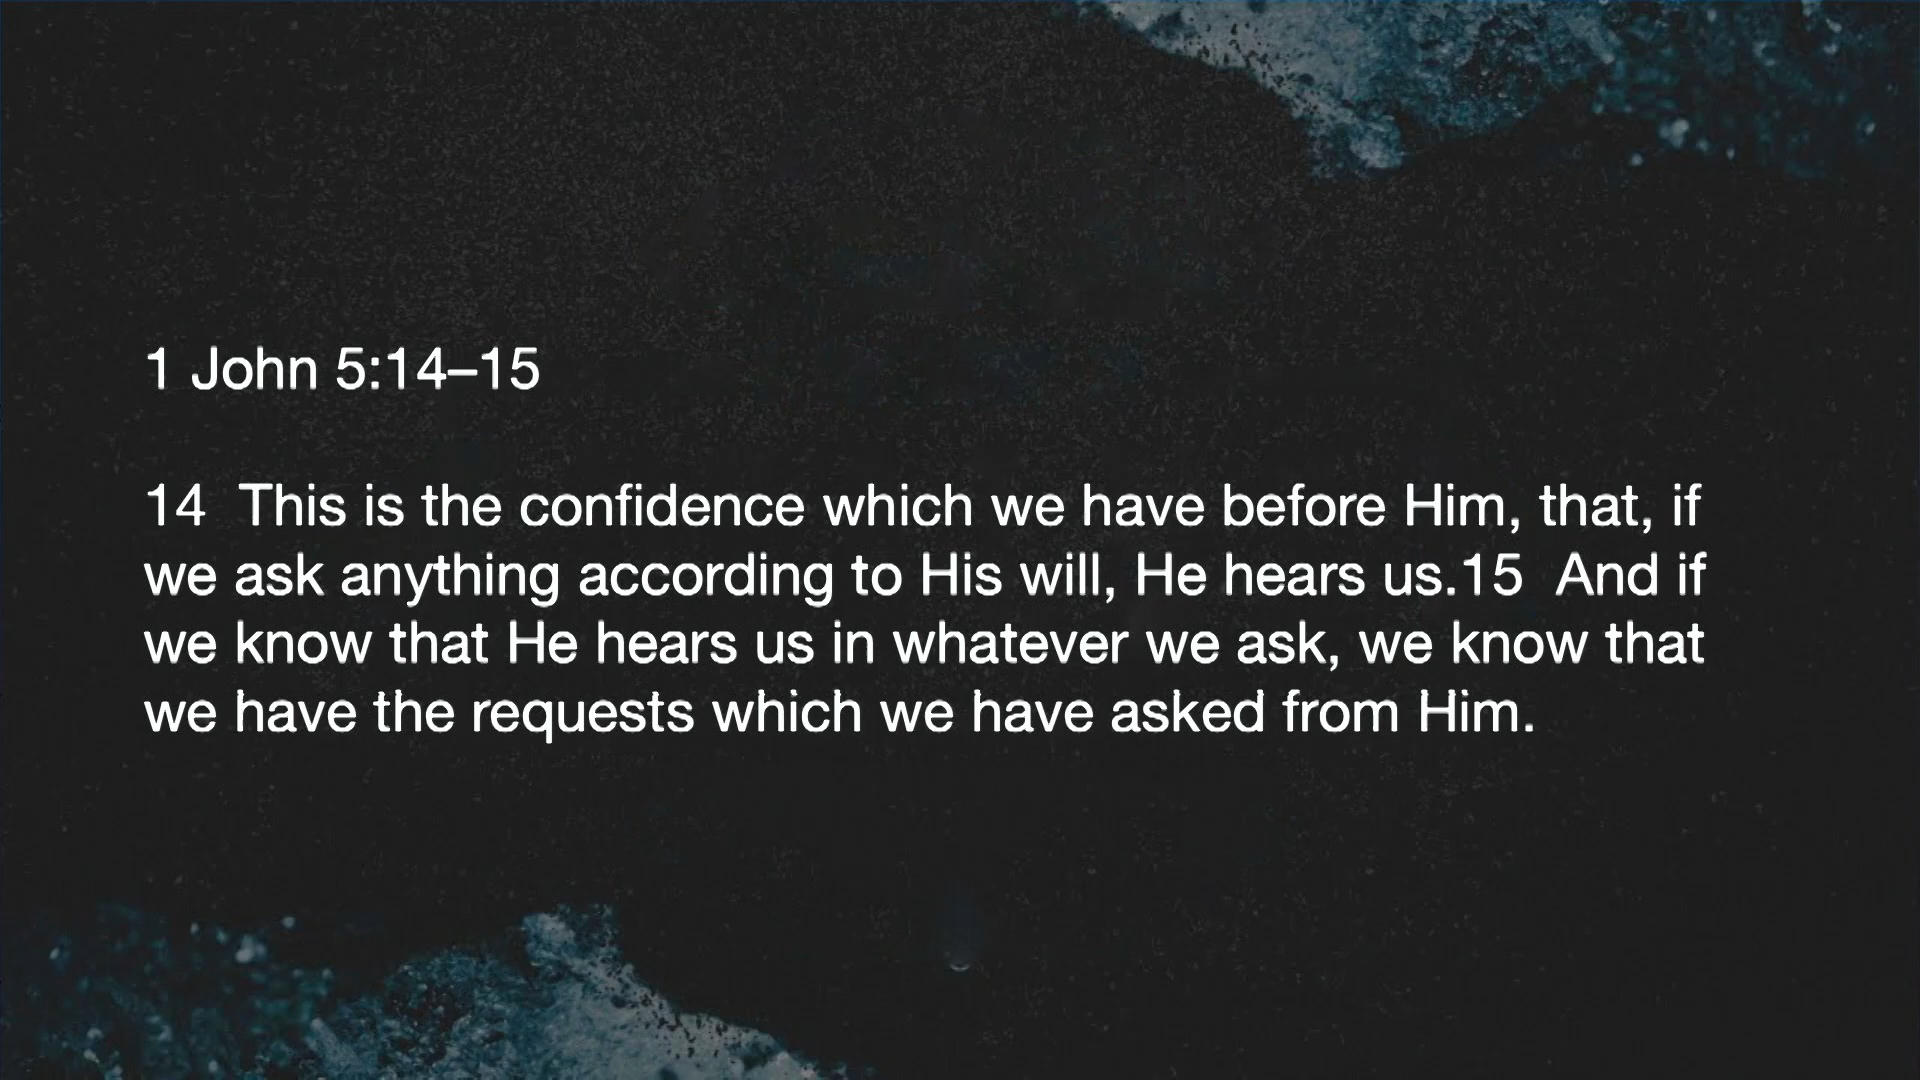 1 John 5:14–15
14  This is the confidence which we have before Him, that, if
we ask anything according to His will, He hears us.15  And if
we know that He hears us in whatever we ask, we know that
we have the requests which we have asked from Him.